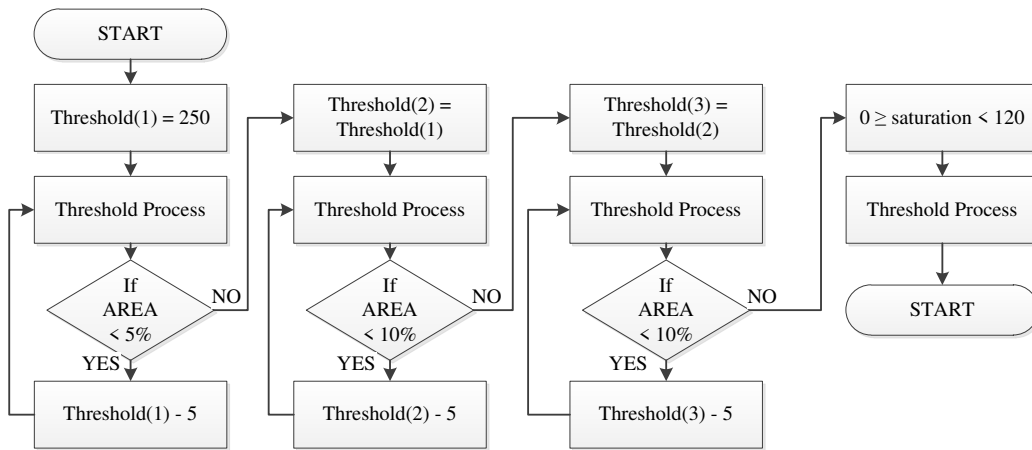 START
Threshold(1) = 250
Threshold Process
If
AREA
< 5%
NO
YES
Threshold(1) - 5
Threshold(2) =
Threshold(1)
Threshold Process
If
AREA
< 10%
NO
YES
Threshold(2) - 5
Threshold(3) =
Threshold(2)
Threshold Process
If
AREA
< 10%
NO
YES
Threshold(3) - 5
0 ≥ saturation < 120
Threshold Process
START